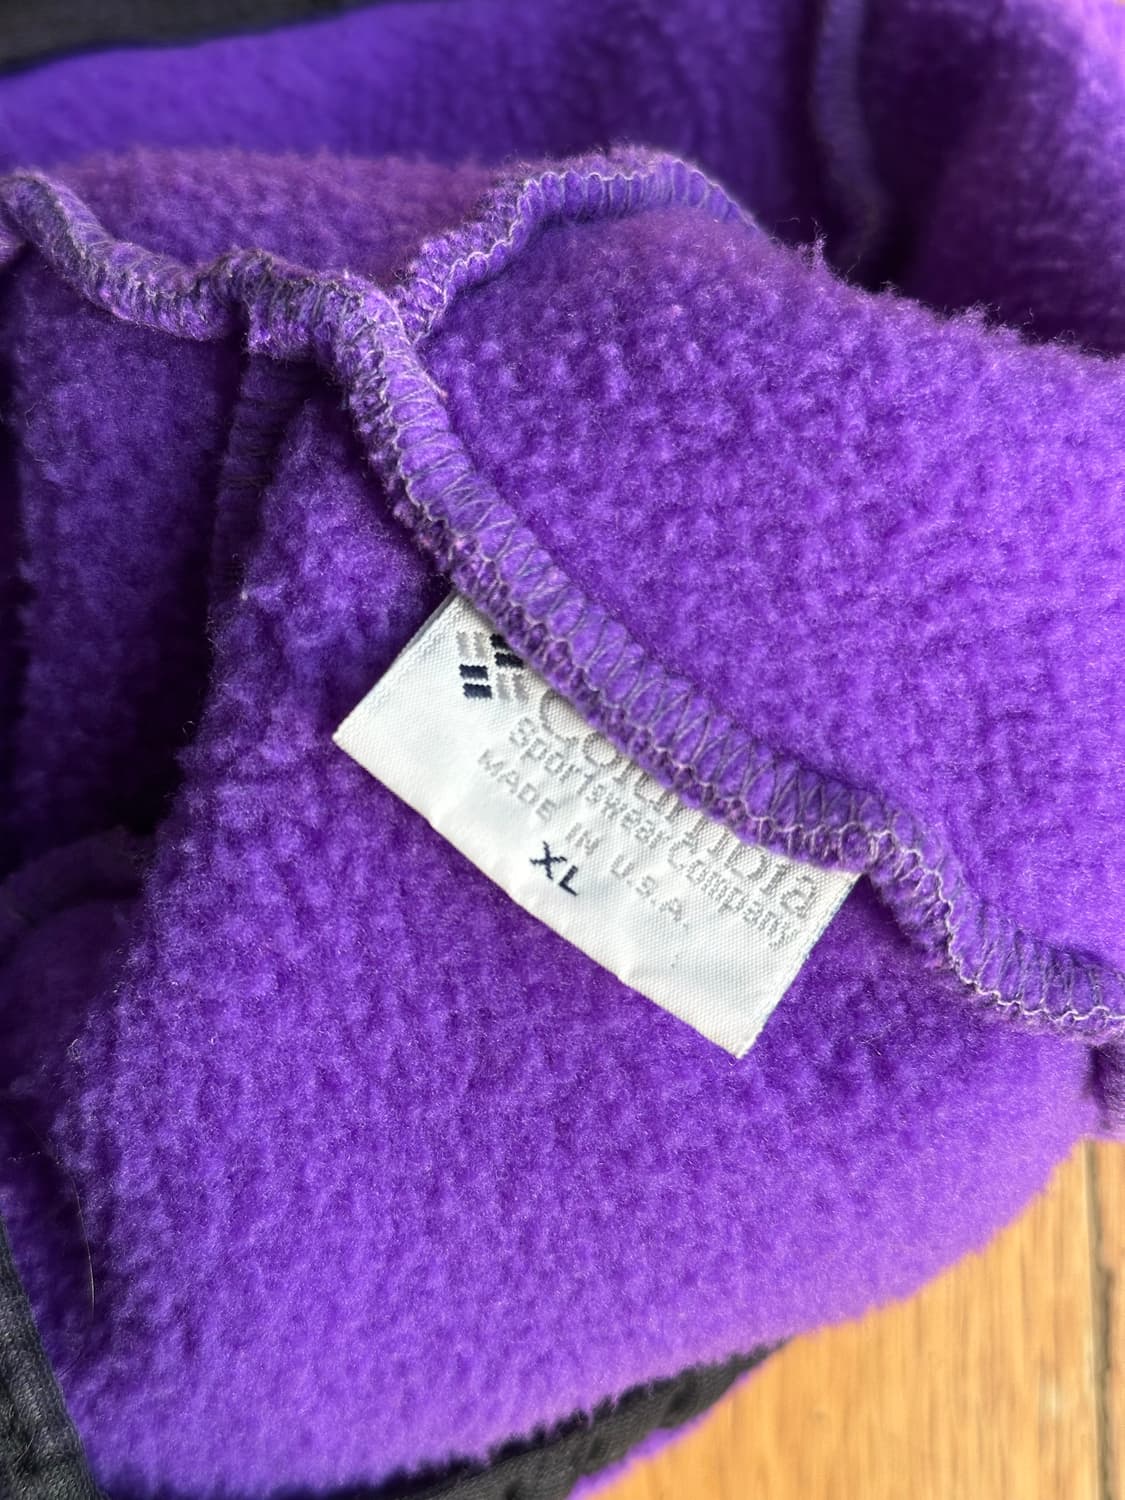 Columbia
Sportswear Company
MADE IN U.S.A.
XL